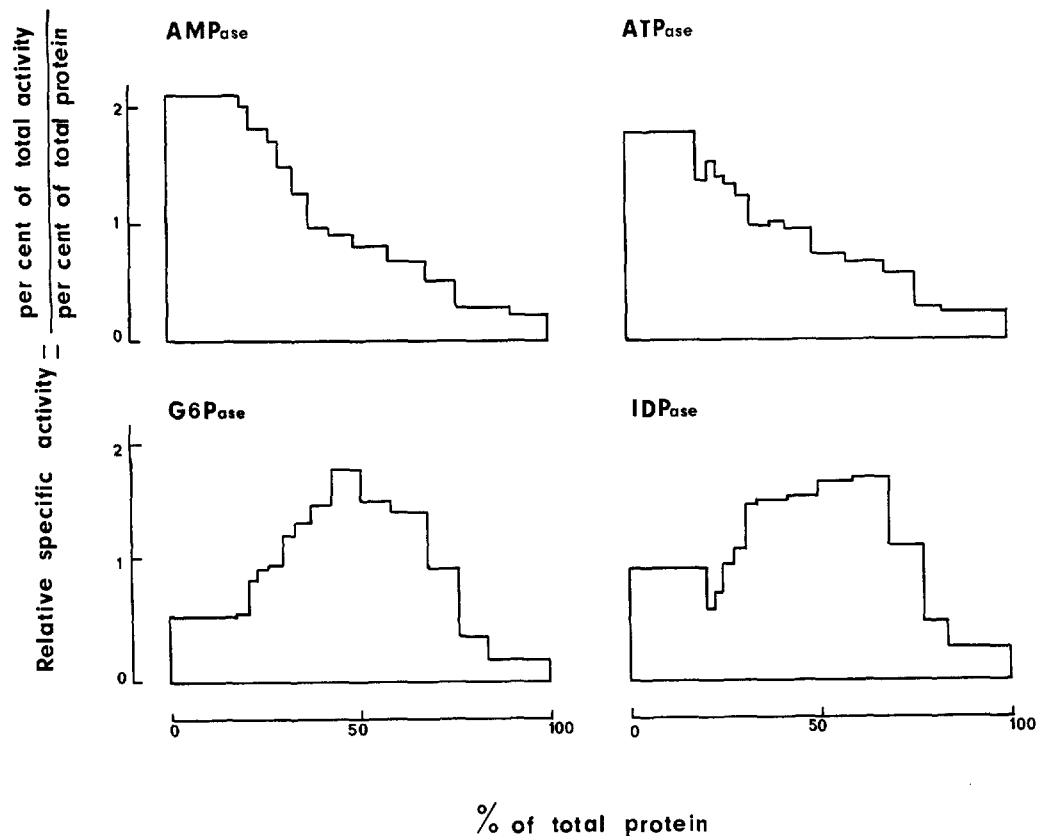 Relative specific activity = per cent of total activity
per cent of total protein
AMPase
2
1
0
ATPase
G6Pase
2
1
0
0 50 100
IDPase
0 50 100
% of total protein